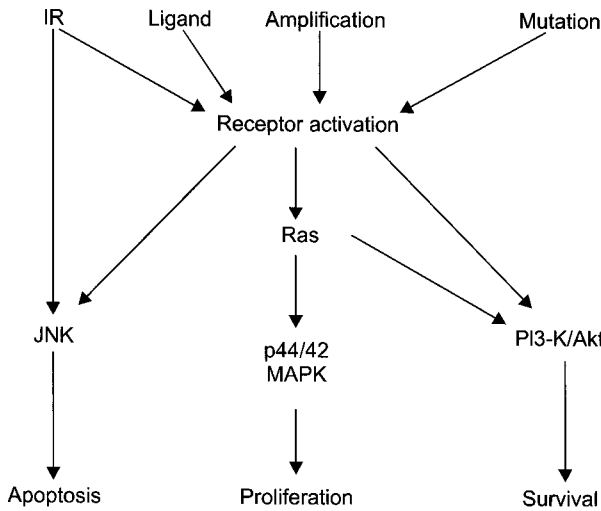 IR
Ligand
Amplification
Mutation
Receptor activation
Ras
JNK
p44/42
MAPK
PI3-K/Akt
Apoptosis
Proliferation
Survival